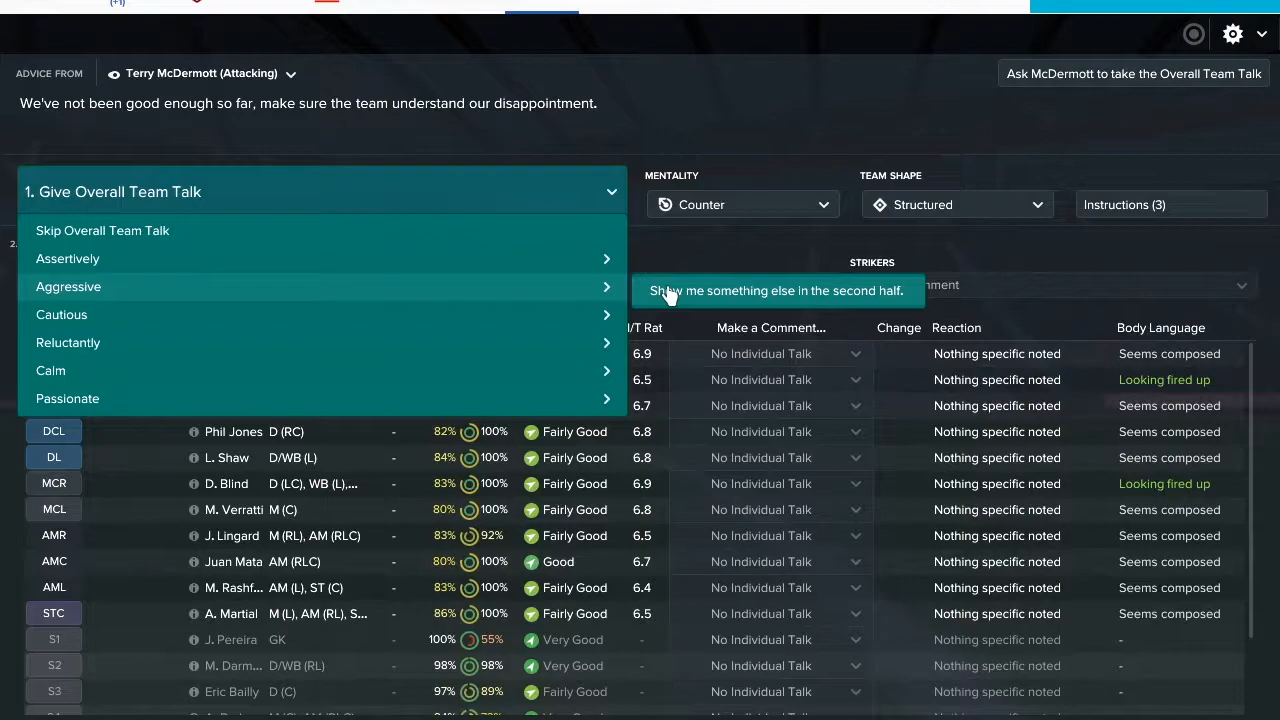 (+1)
ADVICE FROM Terry McDermott (Attacking) Ask McDermott to take the Overall Team Talk
We've not been good enough so far, make sure the team understand our disappointment.
MENTALITY TEAM SHAPE
1. Give Overall Team Talk Counter Structured Instructions (3)
Skip Overall Team Talk
2.
Assertively STRIKERS
Aggressive Show me something else in the second half. mment
Cautious
I/T Rat Make a Comment... Change Reaction Body Language
Reluctantly 6.9 No Individual Talk Nothing specific noted Seems composed
Calm 6.5 No Individual Talk Nothing specific noted Looking fired up
Passionate 6.7 No Individual Talk Nothing specific noted Seems composed
DCL Phil Jones D (RC) - 82% 100% Fairly Good 6.8 No Individual Talk Nothing specific noted Seems composed
DL L. Shaw D/WB (L) - 84% 100% Fairly Good 6.8 No Individual Talk Nothing specific noted Seems composed
MCR D. Blind D (LC), WB (L),... - 83% 100% Fairly Good 6.9 No Individual Talk Nothing specific noted Looking fired up
MCL M. Verratti M (C) - 80% 100% Fairly Good 6.8 No Individual Talk Nothing specific noted Seems composed
AMR J. Lingard M (RL), AM (RLC) - 83% 92% Fairly Good 6.5 No Individual Talk Nothing specific noted Seems composed
AMC Juan Mata AM (RLC) - 80% 100% Good 6.7 No Individual Talk Nothing specific noted Seems composed
AML M. Rashf... AM (L), ST (C) - 83% 100% Fairly Good 6.4 No Individual Talk Nothing specific noted Seems composed
STC A. Martial M (L), AM (RL), S... - 86% 100% Fairly Good 6.5 No Individual Talk Nothing specific noted Seems composed
S1 J. Pereira GK 100% 55% Very Good - No Individual Talk Nothing specific noted -
S2 M. Darm... D/WB (RL) 98% 98% Very Good - No Individual Talk Nothing specific noted -
S3 Eric Bailly D (C) 97% 89% Fairly Good - No Individual Talk Nothing specific noted -